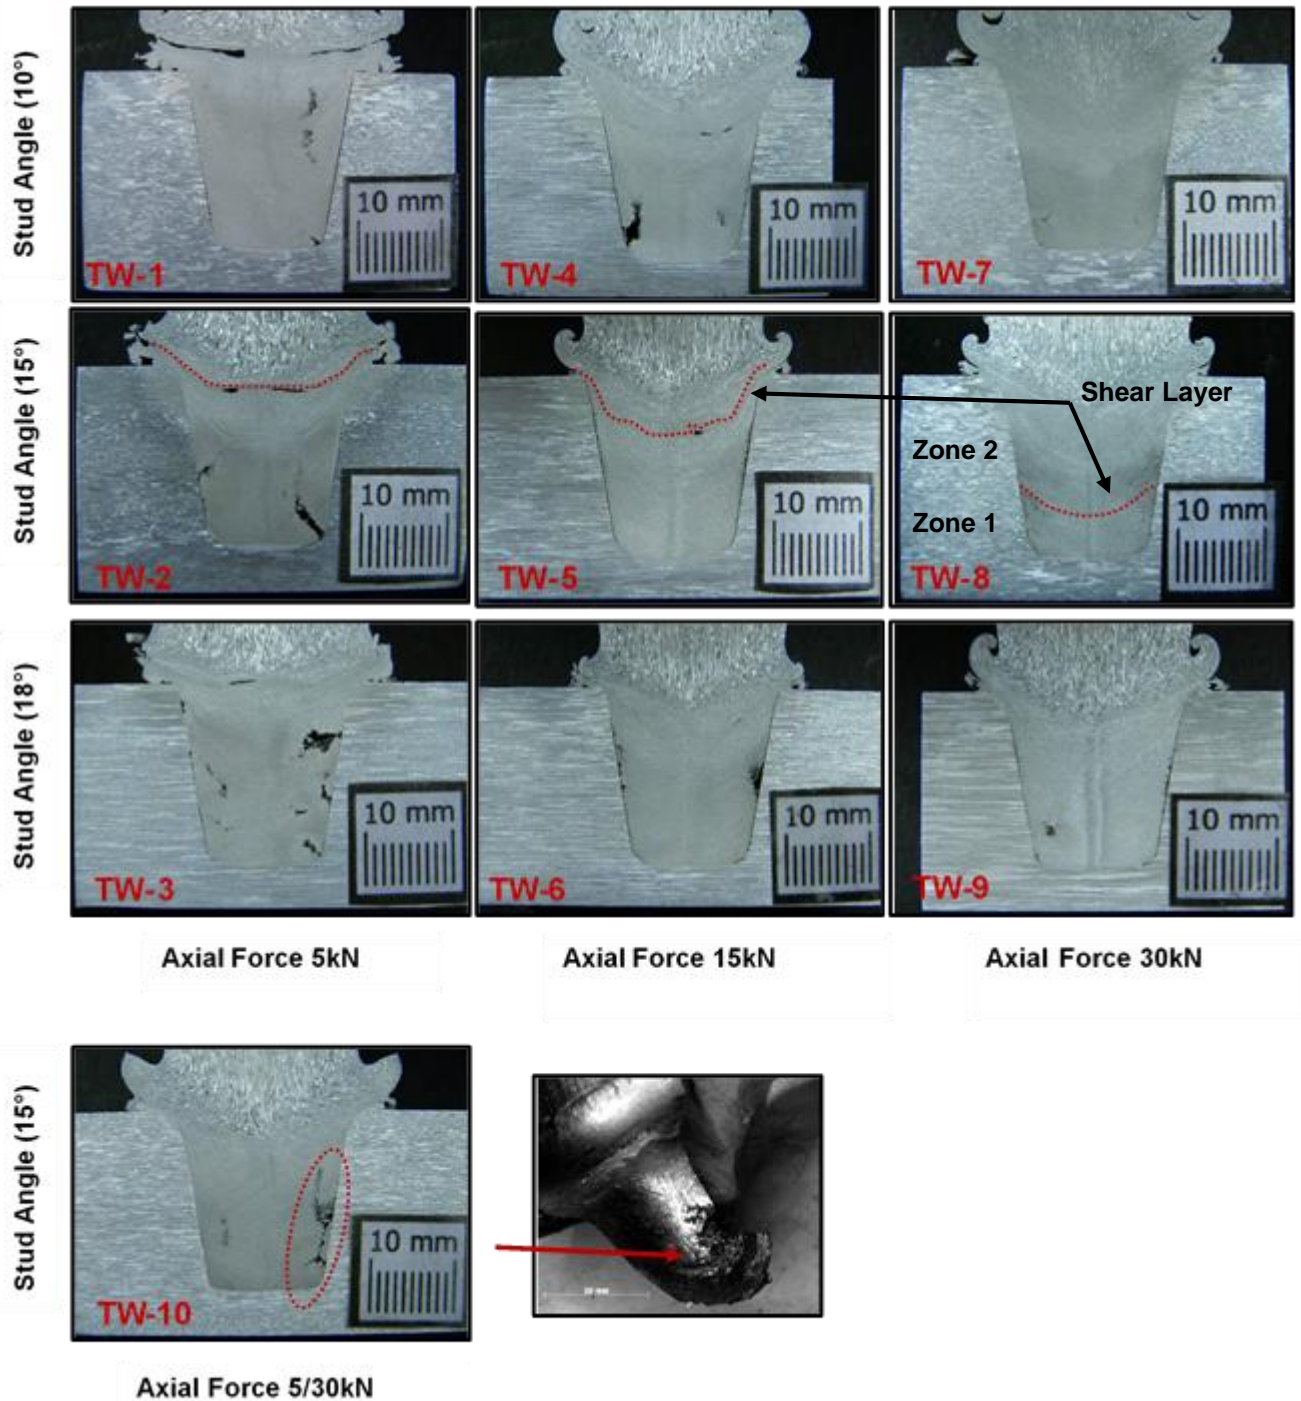 Stud Angle (10°)
10 mm
TW-1
10 mm
TW-4
10 mm
TW-7
Stud Angle (15°)
10 mm
TW-2
10 mm
TW-5
Shear Layer
Zone 2
Zone 1
10 mm
TW-8
Stud Angle (18°)
10 mm
TW-3
10 mm
TW-6
10 mm
TW-9
Axial Force 5kN
Axial Force 15kN
Axial Force 30kN
Stud Angle (15°)
10 mm
TW-10
Axial Force 5/30kN